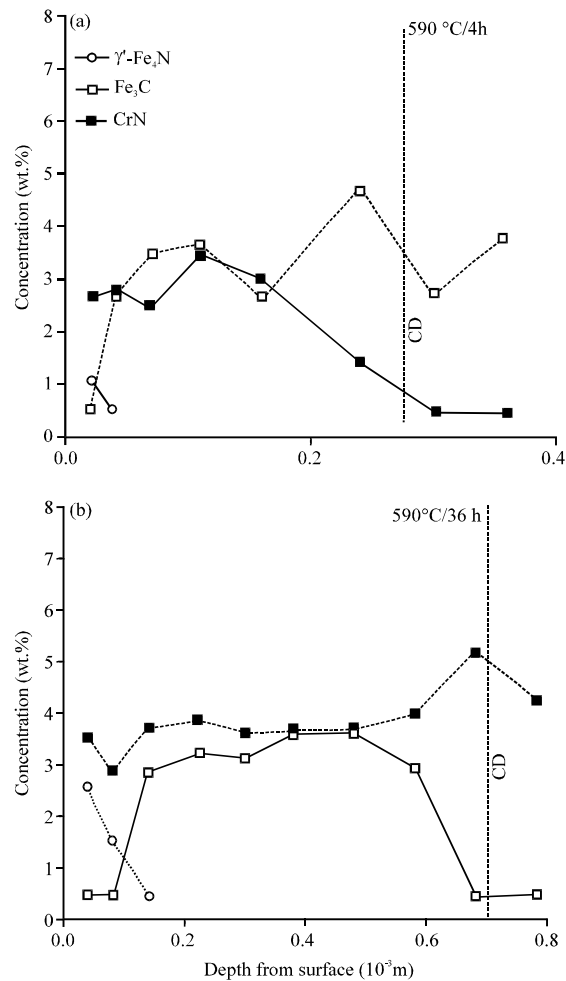 (a)
590 °C/4h
γ'-Fe₄N
Fe₃C
CrN
8
7
6
5
4
3
2
1
0
Concentration (wt.%)
CD
0.0 0.2 0.4
(b)
590°C/36 h
8
7
6
5
4
3
2
1
0
Concentration (wt.%)
CD
0.0 0.2 0.4 0.6 0.8
Depth from surface (10⁻³m)